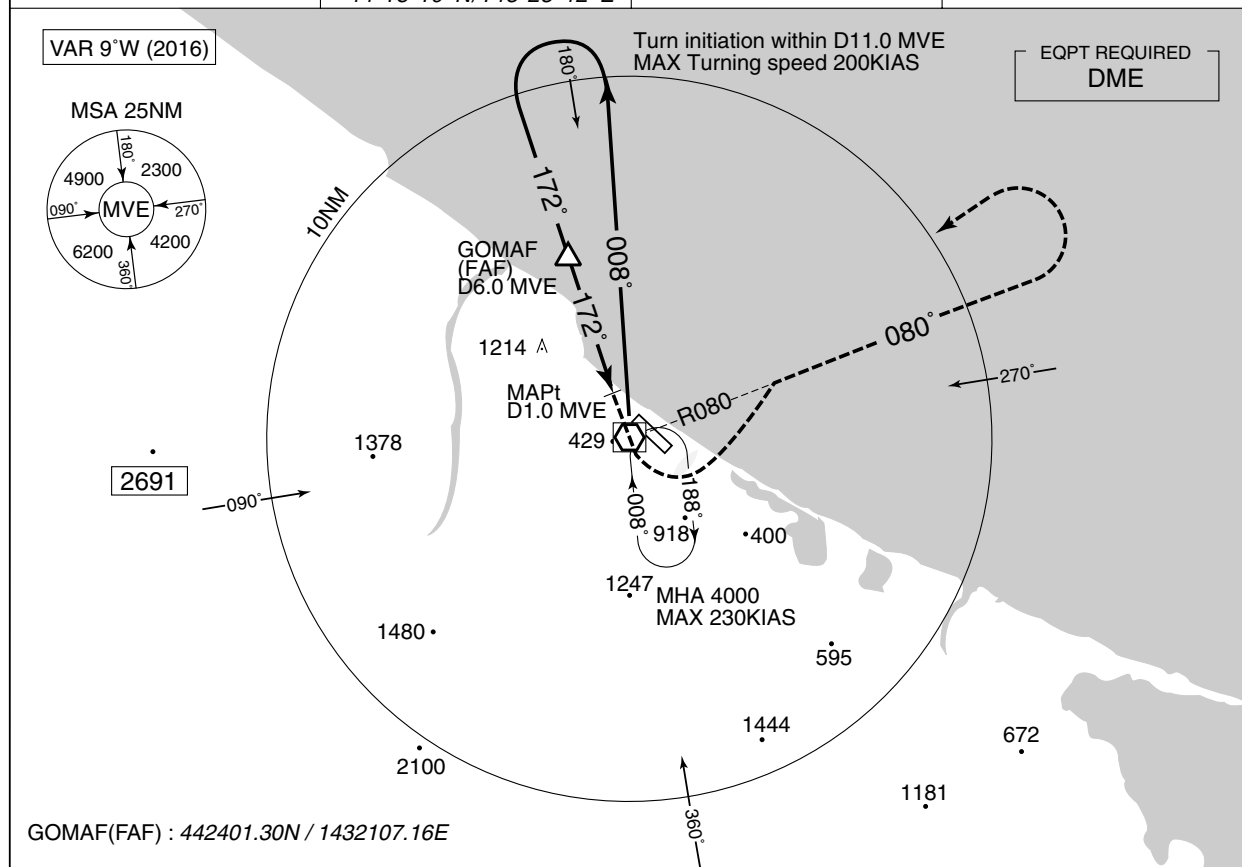 VAR 9°W (2016)
MSA 25NM
180°
4900
2300
090°
MVE
270°
6200
4200
360°
Turn initiation within D11.0 MVE
MAX Turning speed 200KIAS
EQPT REQUIRED
DME
180°
10NM
172°
008°
GOMAF
(FAF)
D6.0 MVE
172°
080°
1214
270°
MAPt
D1.0 MVE
R080
429
1378
2691
090°
188°
008°
918
400
1247
MHA 4000
MAX 230KIAS
1480
595
1444
672
2100
1181
360°
GOMAF(FAF) : 442401.30N / 1432107.16E